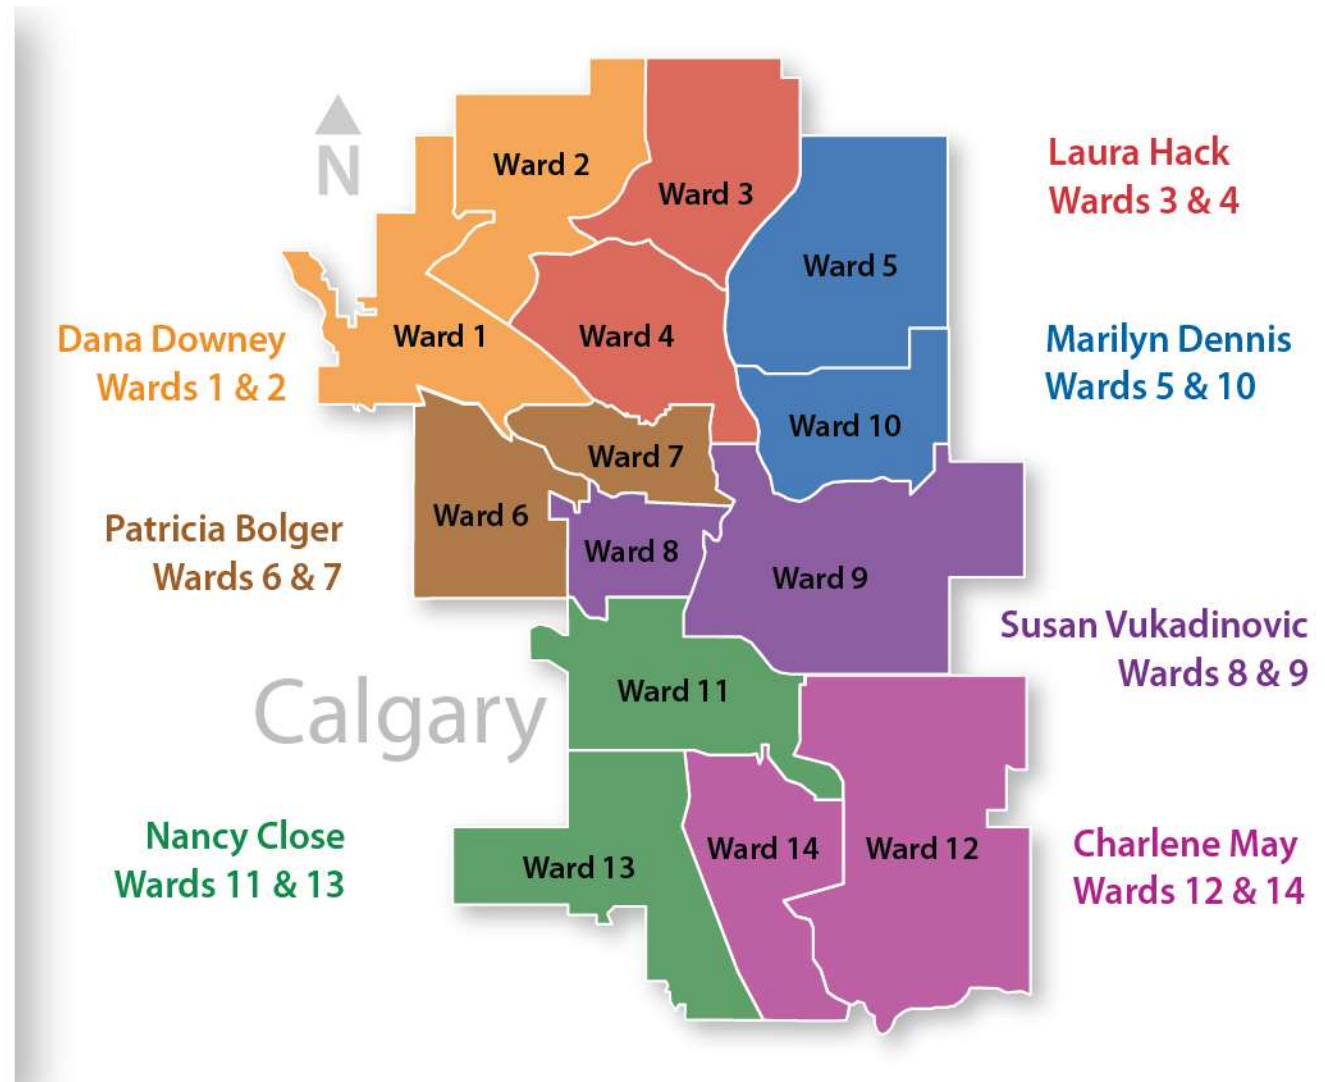 N
Ward 2
Ward 3
Laura Hack
Wards 3 & 4
Ward 5
Dana Downey
Wards 1 & 2
Ward 1
Ward 4
Marilyn Dennis
Wards 5 & 10
Ward 10
Ward 7
Patricia Bolger
Wards 6 & 7
Ward 6
Ward 8
Ward 9
Susan Vukadinovic
Wards 8 & 9
Calgary
Ward 11
Nancy Close
Wards 11 & 13
Ward 13
Ward 14
Ward 12
Charlene May
Wards 12 & 14